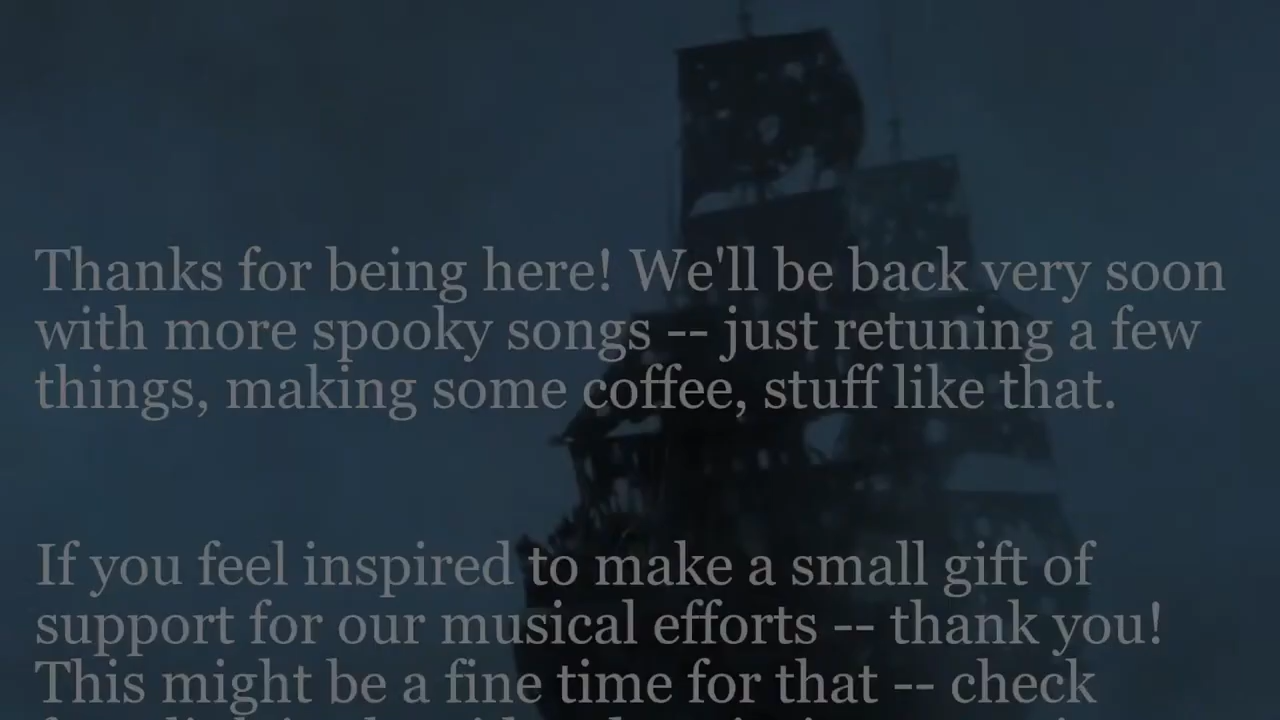 Thanks for being here! We'll be back very soon
with more spooky songs -- just retuning a few
things, making some coffee, stuff like that.
If you feel inspired to make a small gift of
support for our musical efforts -- thank you!
This might be a fine time for that -- check